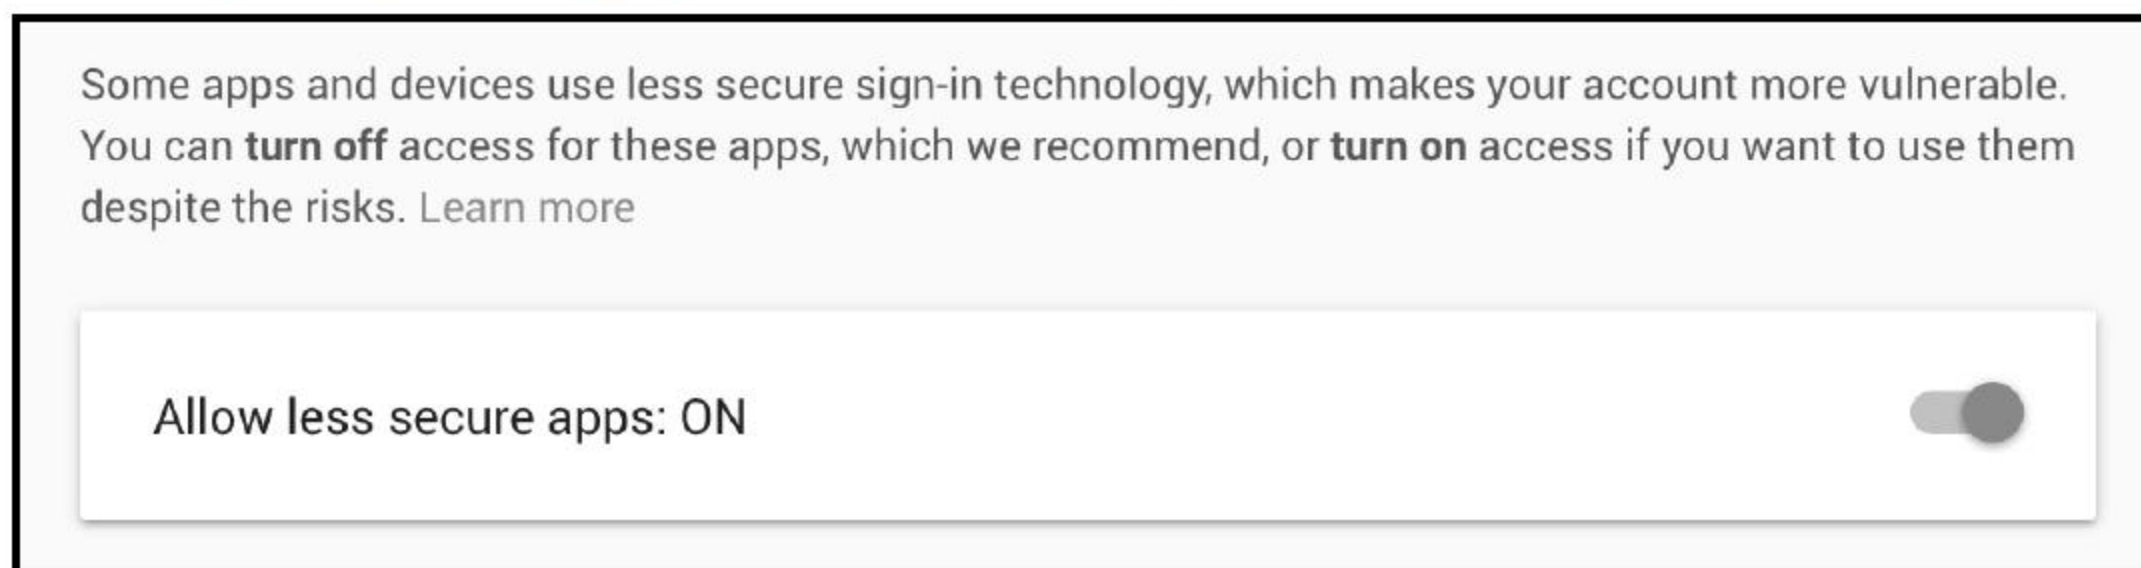 Some apps and devices use less secure sign-in technology, which makes your account more vulnerable.
You can turn off access for these apps, which we recommend, or turn on access if you want to use them
despite the risks. Learn more
Allow less secure apps: ON